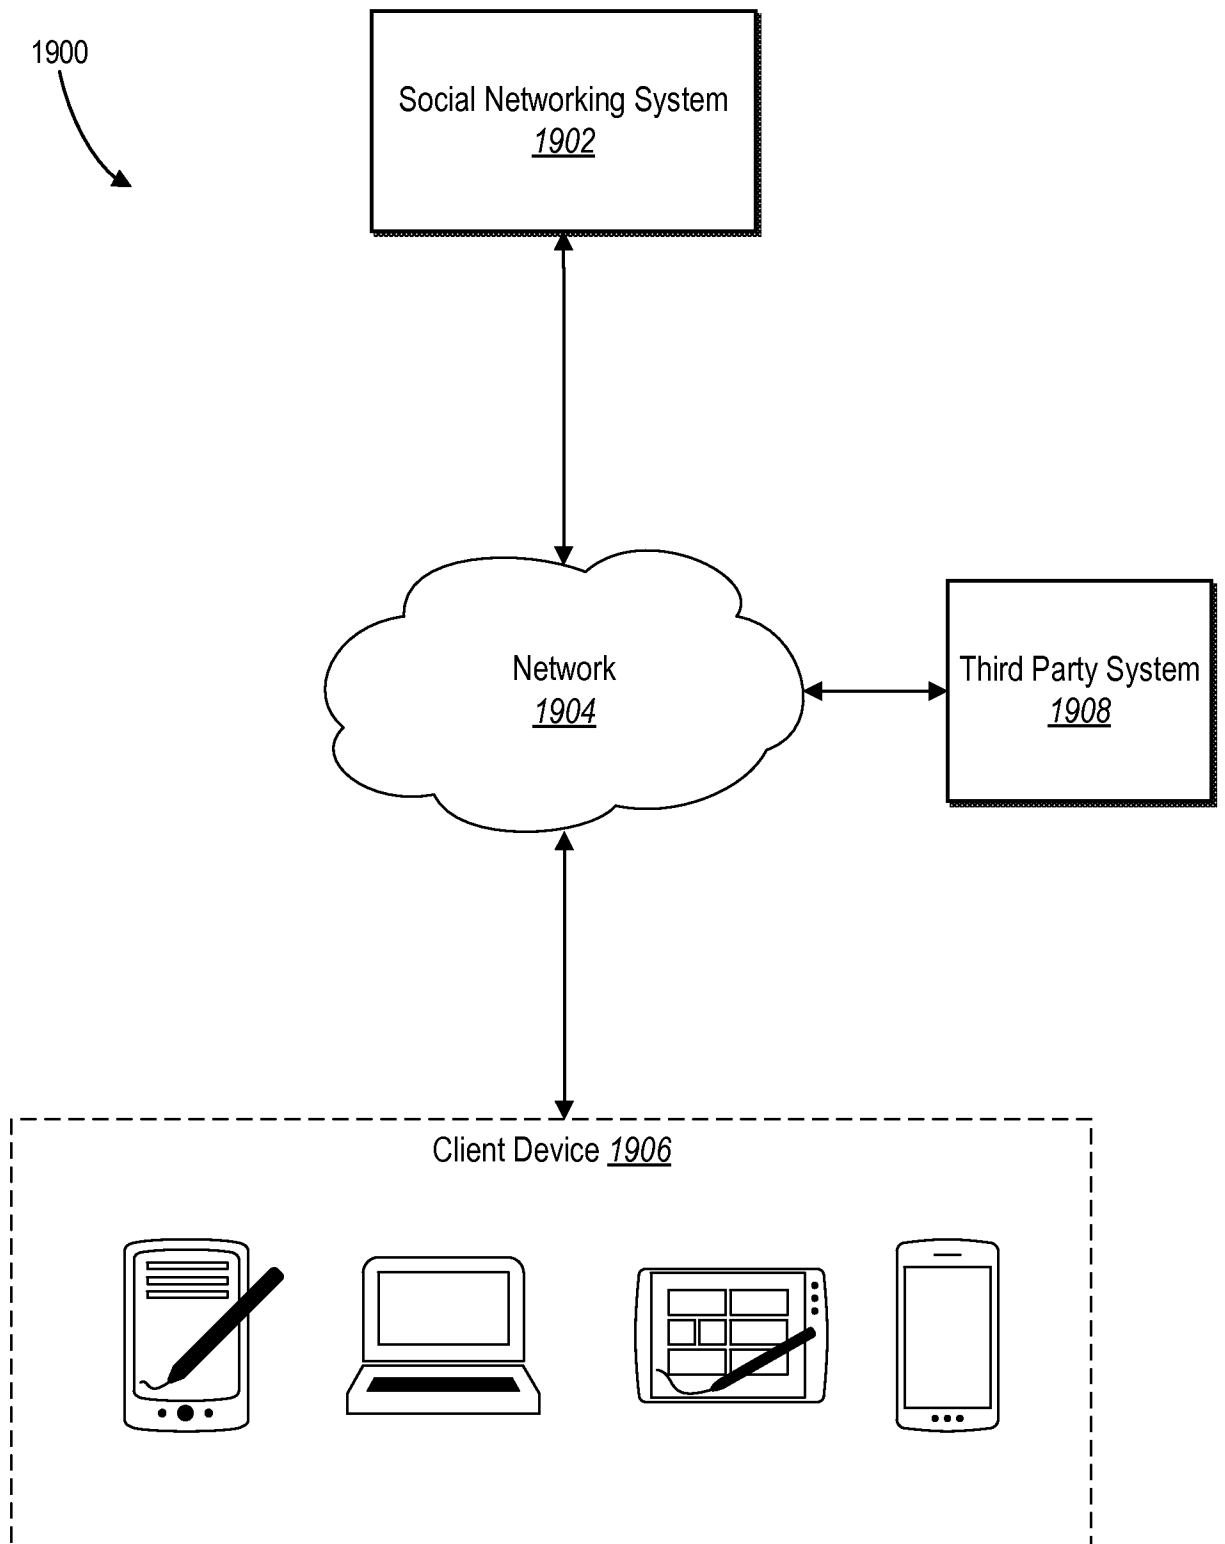 1900
Social Networking System
1902
Network
1904
Third Party System
1908
Client Device 1906